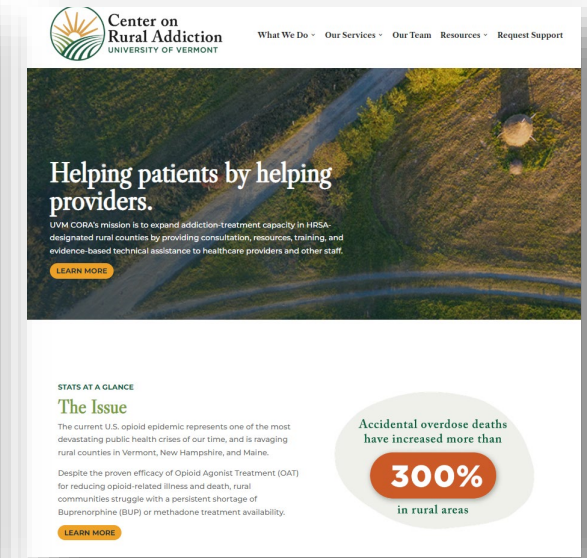 Center on
Rural Addiction
UNIVERSITY OF VERMONT
What We Do
Our Services
Our Team
Resources
Request Support
Helping patients by helping
providers.
UVM CORA's mission is to expand addiction-treatment capacity in HRSA-
designated rural counties by providing consultation, resources, training, and
evidence-based technical assistance to healthcare providers and other staff.
LEARN MORE
STATS AT A GLANCE
The Issue
The current U.S. opioid epidemic represents one of the most
devastating public health crises of our time, and is ravaging
rural counties in Vermont, New Hampshire, and Maine.
Despite the proven efficacy of Opioid Agonist Treatment (OAT)
for reducing opioid-related illness and death, rural
communities struggle with a persistent shortage of
Buprenorphine (BUP) or methadone treatment availability.
LEARN MORE
Accidental overdose deaths
have increased more than
300%
in rural areas